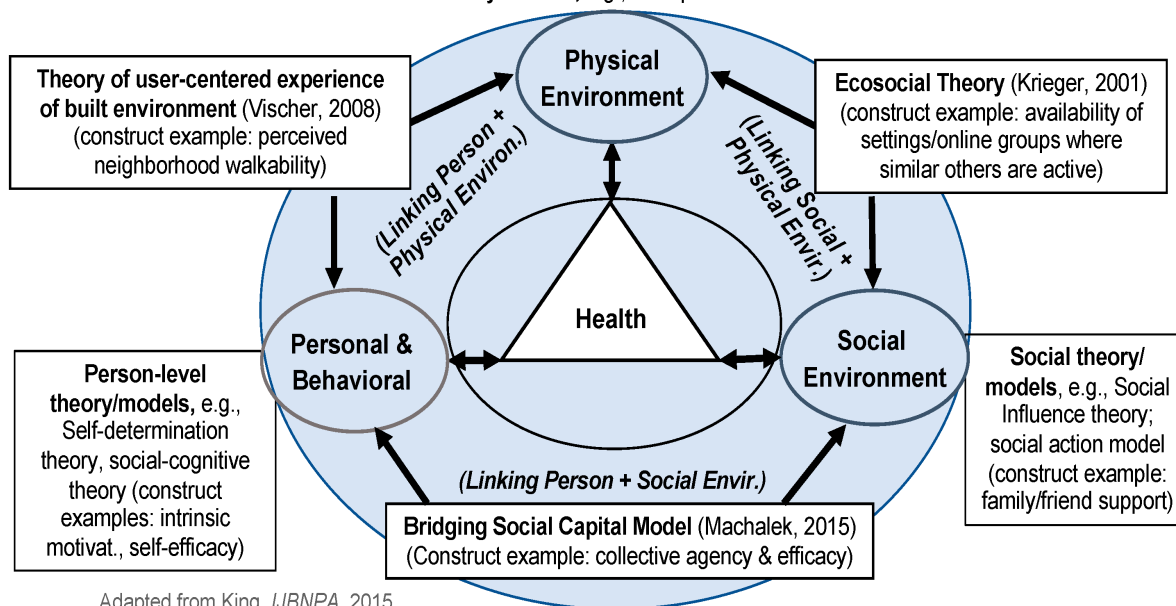 Physical
Environment
Theory of user-centered experience
of built environment (Vischer, 2008)
(construct example: perceived
neighborhood walkability)
Ecosocial Theory (Krieger, 2001)
(construct example: availability of
settings/online groups where
similar others are active)
(Linking Person +
Physical Environ.)
(Linking Social +
Physical Envir.)
Health
Personal &
Behavioral
Social
Environment
Person-level
theory/models, e.g.,
Self-determination
theory, social-cognitive
theory (construct
examples: intrinsic
motivat., self-efficacy)
Social theory/
models, e.g., Social
Influence theory;
social action model
(construct example:
family/friend support)
(Linking Person + Social Envir.)
Bridging Social Capital Model (Machalek, 2015)
(Construct example: collective agency & efficacy)
Adapted from King, IJBNPA, 2015